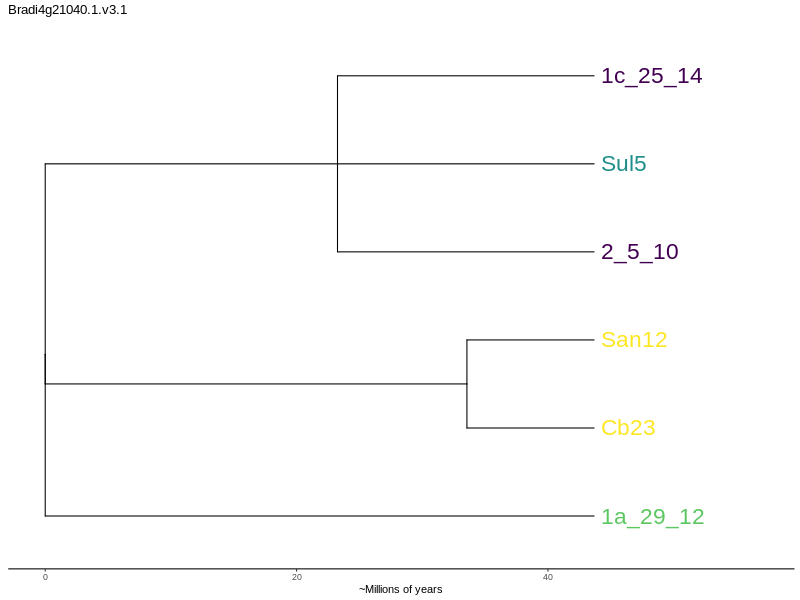 Bradi4g21040.1.v3.1
1c_25_14
Sul5
2_5_10
San12
Cb23
1a_29_12
0 20 40
~Millions of years